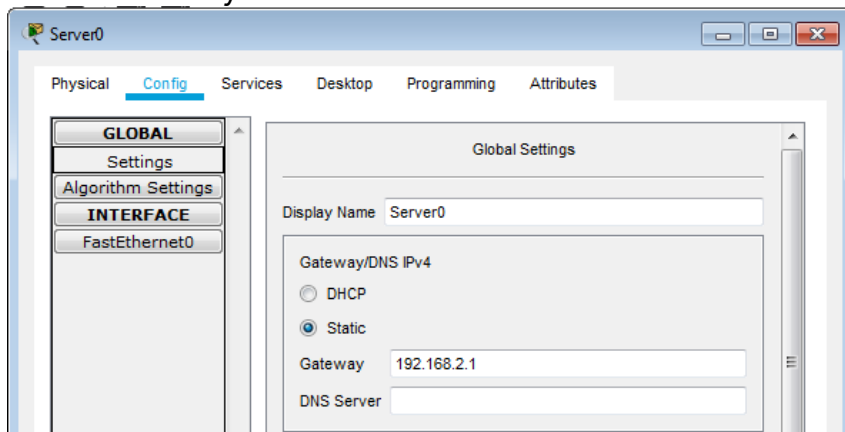 Server0
Physical Config Services Desktop Programming Attributes
GLOBAL
Settings
Algorithm Settings
INTERFACE
FastEthernet0
Global Settings
Display Name Server0
Gateway/DNS IPv4
DHCP
Static
Gateway 192.168.2.1
DNS Server